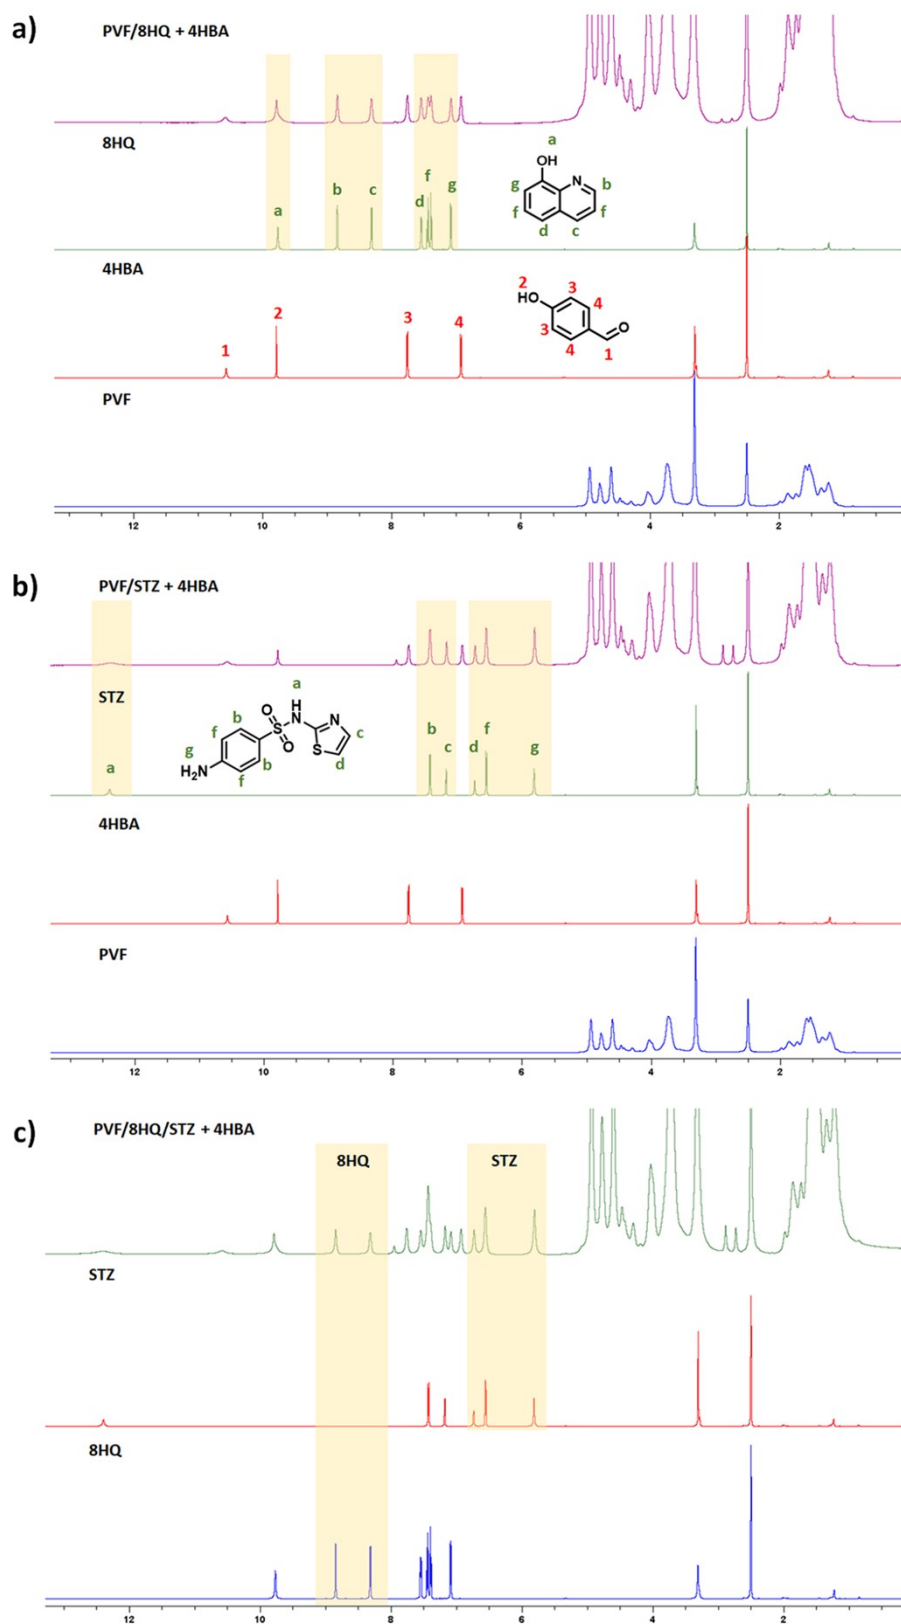 a)
PVF/8HQ + 4HBA
8HQ
a
OH
g
N
b
f
f
d
c
a
b
c
d
f
g
4HBA
2
HO
3
4
3
4
O
1
1
2
3
4
PVF
12
10
8
6
4
2
b)
PVF/STZ + 4HBA
STZ
a
b
f
O
H
N
N
c
g
S
O
S
d
H₂N
b
f
a
b
c
d
f
g
4HBA
PVF
12
10
8
6
4
2
c)
PVF/8HQ/STZ + 4HBA
8HQ
STZ
STZ
8HQ
12
10
8
6
4
2